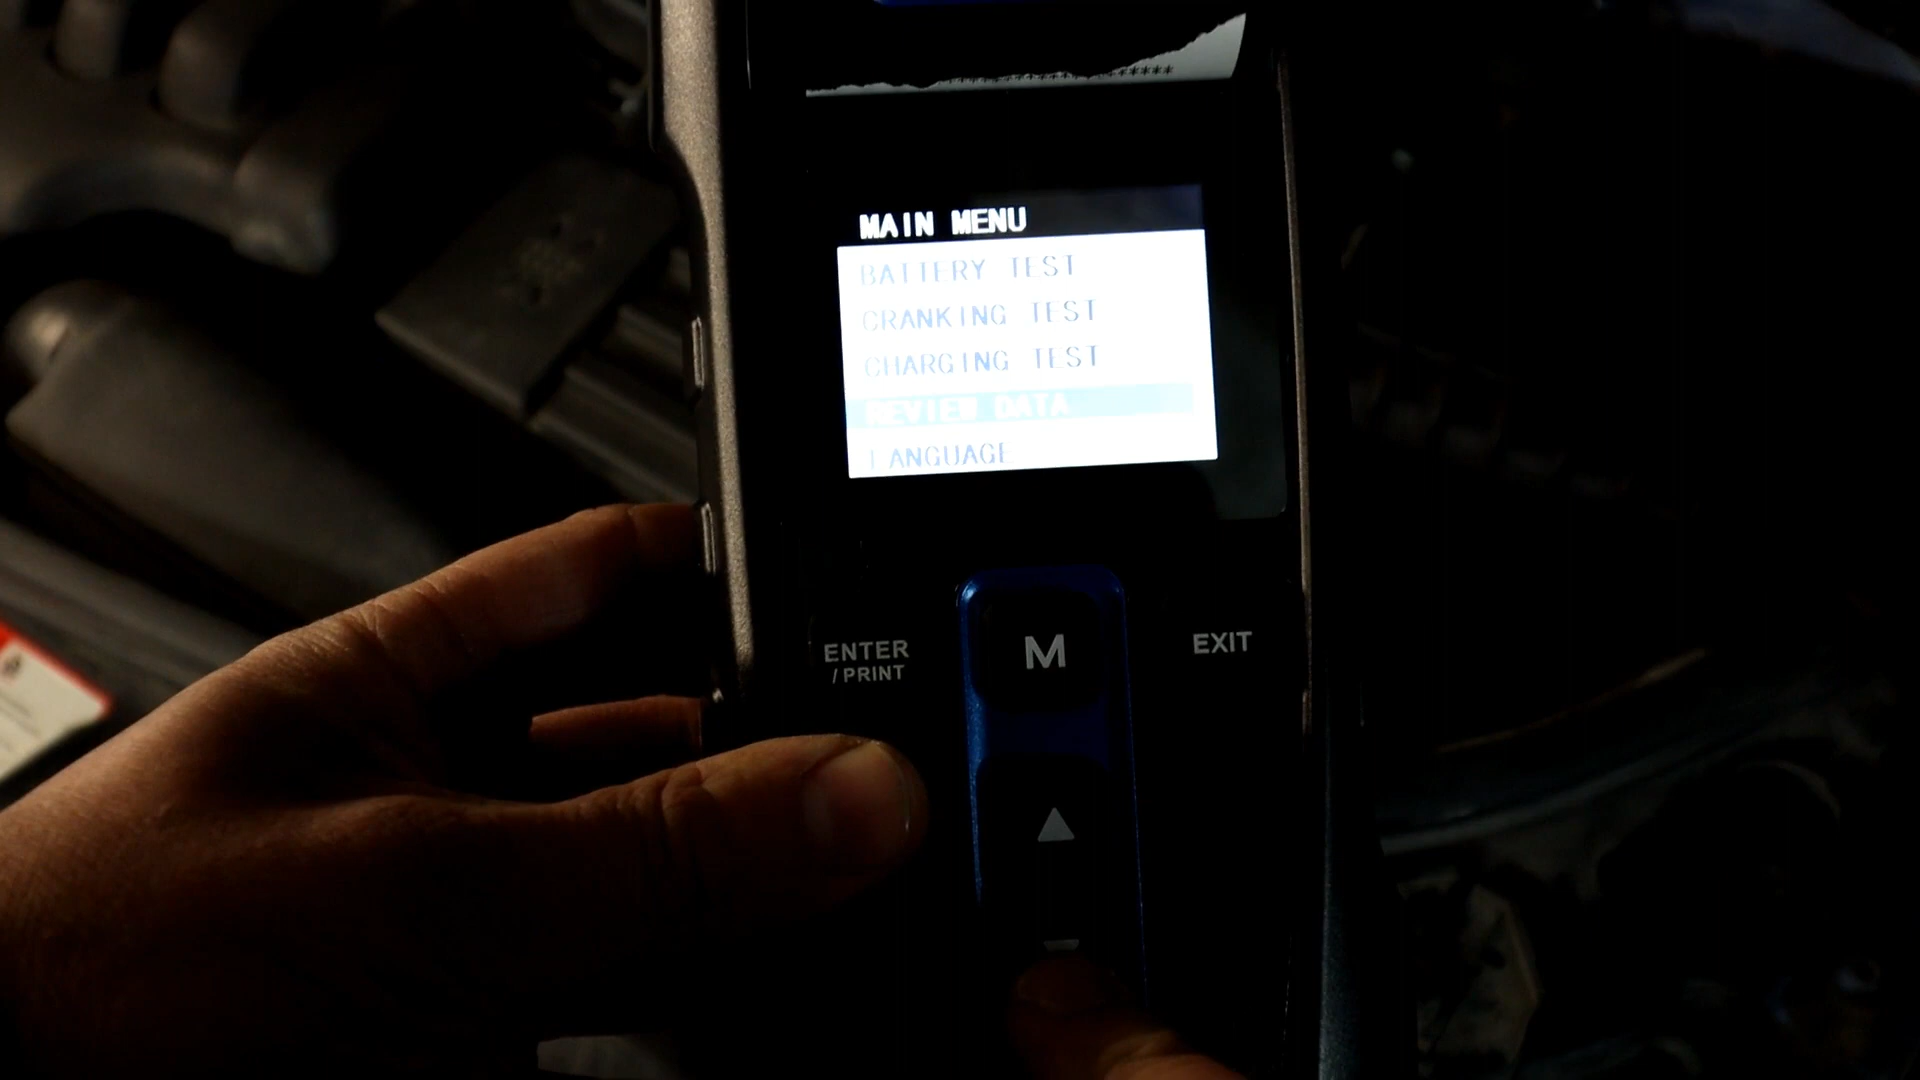 MAIN MENU
BATTERY TEST
CRANKING TEST
CHARGING TEST
REVIEW DATA
LANGUAGE
ENTER
/ PRINT
M
EXIT